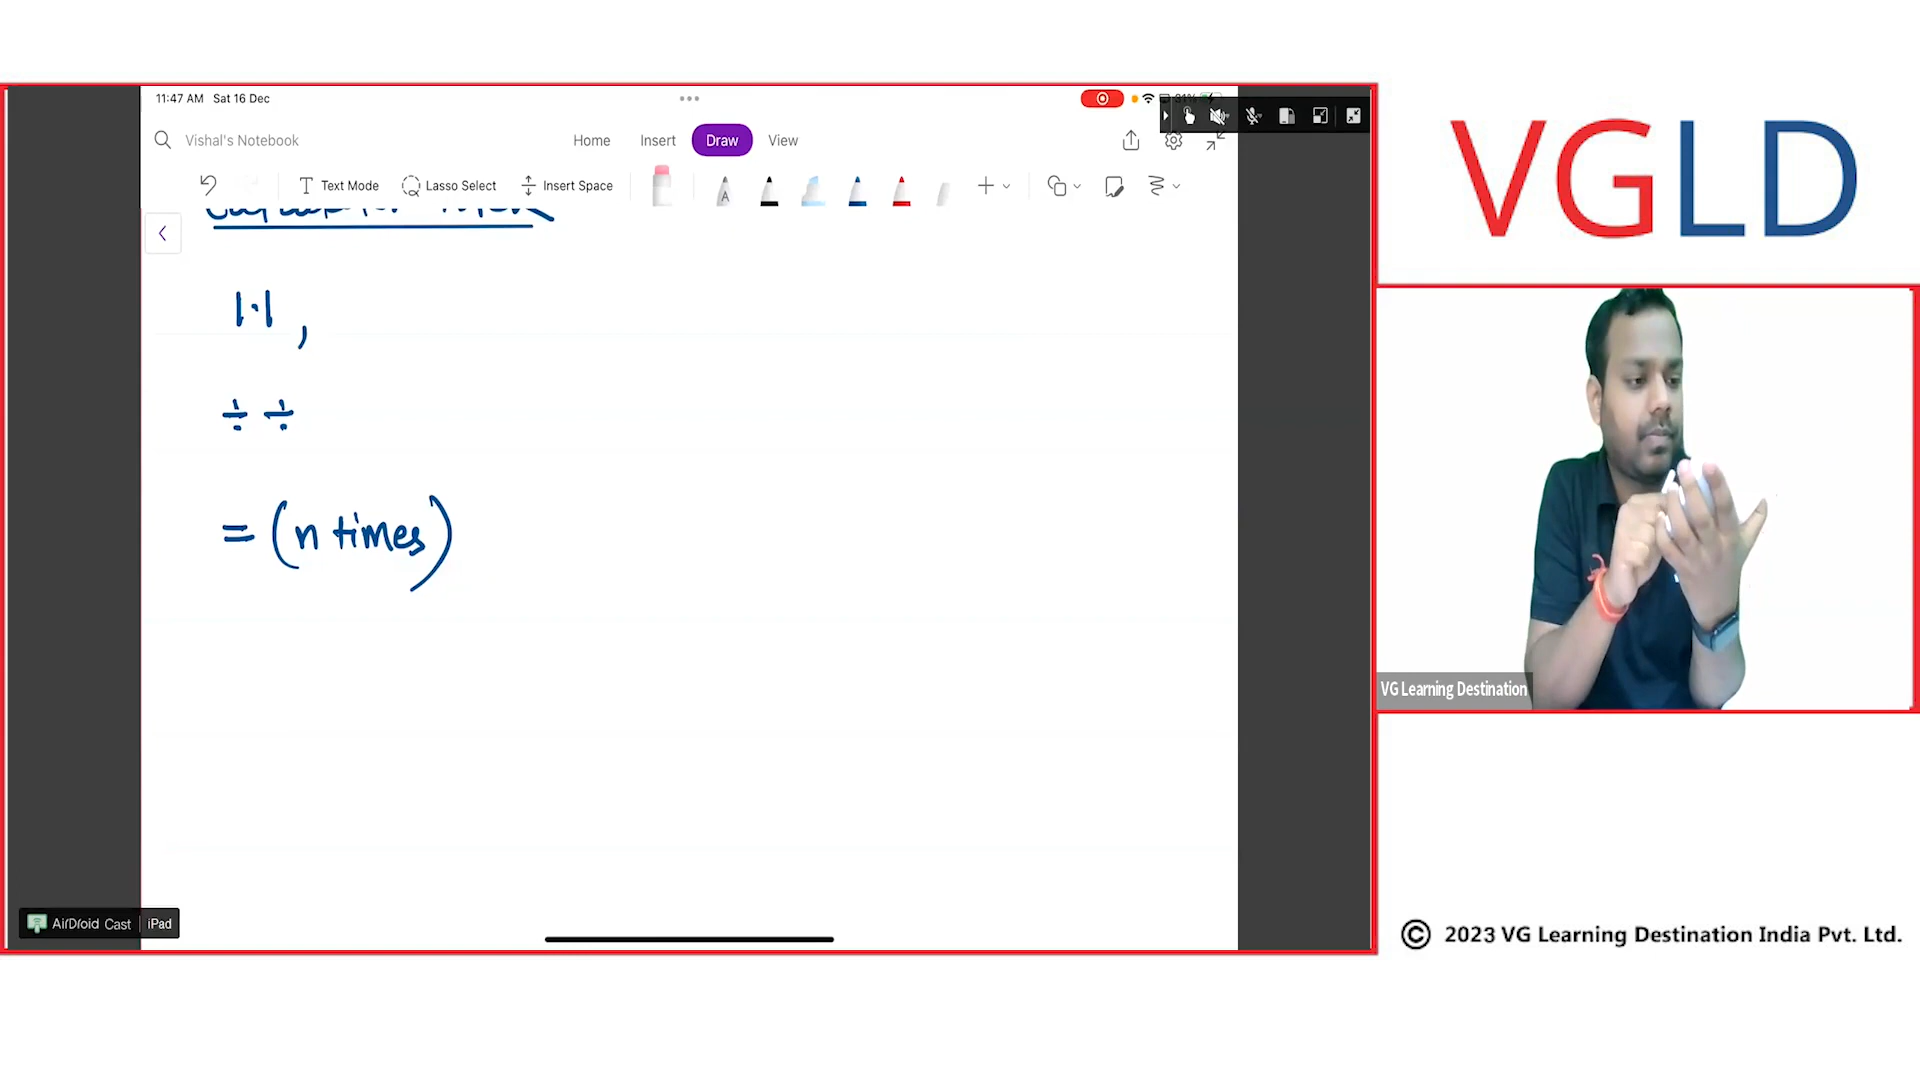 11:47 AM Sat 16 Dec
31%
Vishal's Notebook
Home Insert Draw View
Text Mode Lasso Select Insert Space
A
1.1,
÷ ÷
= (n times)
AirDroid Cast iPad
VGLD
VG Learning Destination
© 2023 VG Learning Destination India Pvt. Ltd.